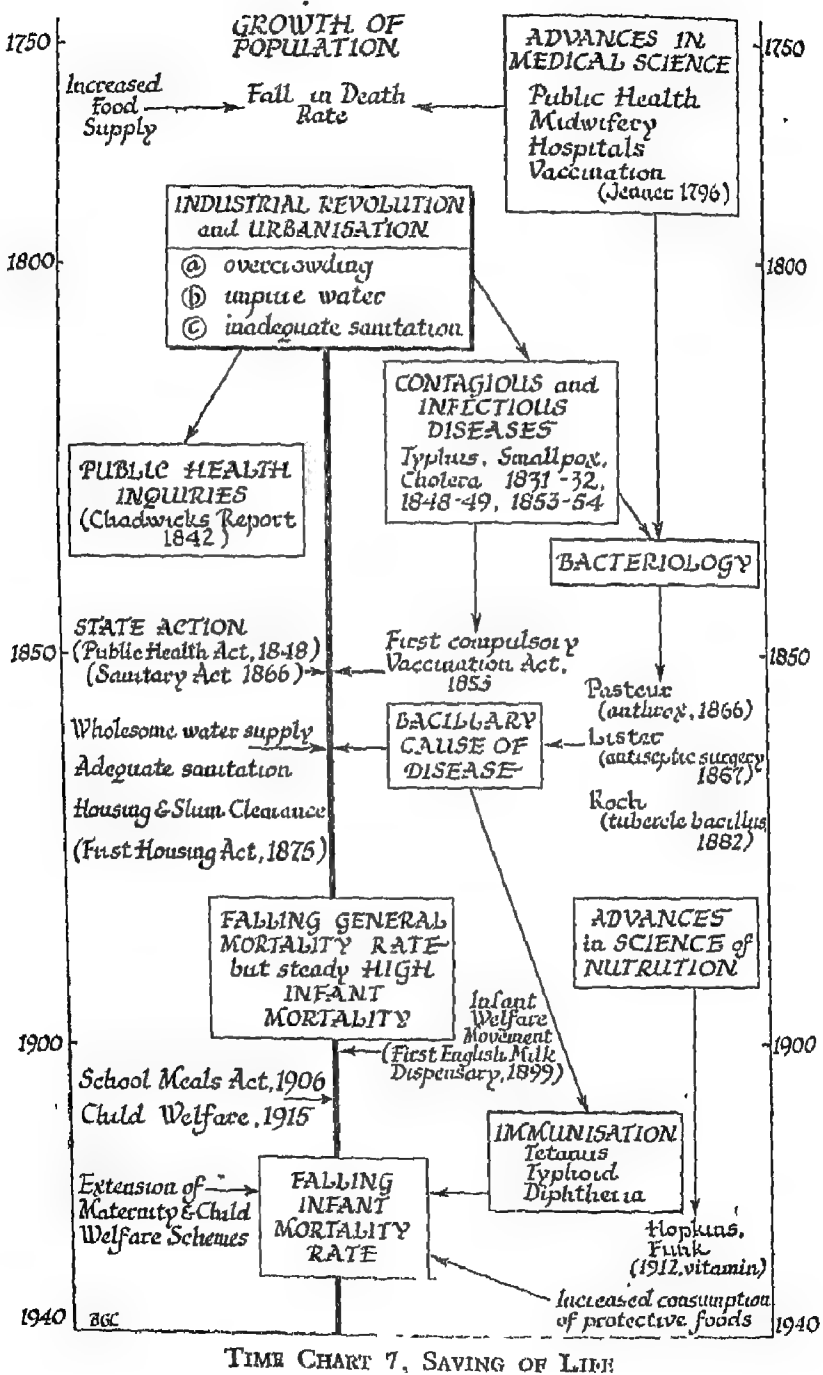 1750
GROWTH OF
POPULATION
Increased
Food
Supply
Fall in Death
Rate
ADVANCES IN
MEDICAL SCIENCE
Public Health
Midwifery
Hospitals
Vaccination
(Jenner 1796)
1750
INDUSTRIAL REVOLUTION
and URBANISATION
ⓐ overcrowding
ⓑ impure water
ⓒ inadequate sanitation
1800
1800
CONTAGIOUS and
INFECTIOUS
DISEASES
Typhus, Smallpox,
Cholera 1831-32,
1848-49, 1853-54
PUBLIC HEALTH
INQUIRIES
(Chadwicks Report
1842)
BACTERIOLOGY
STATE ACTION
(Public Health Act, 1848)
(Sanitary Act 1866)
1850
First compulsory
Vaccination Act,
1853
1850
Pasteur
(anthrax, 1866)
Lister
(antiseptic surgery
1867)
Koch
(tubercle bacillus,
1882)
Wholesome water supply
Adequate sanitation
Housing & Slum Clearance
(First Housing Act, 1875)
BACILLARY
CAUSE OF
DISEASE
FALLING GENERAL
MORTALITY RATE
but steady HIGH
INFANT
MORTALITY
ADVANCES
in SCIENCE of
NUTRUTION
1900
Infant
Welfare
Movement
(First English Milk
Dispensary, 1899)
1900
School Meals Act, 1906
Child Welfare, 1915
IMMUNISATION
Tetanus
Typhoid
Diphtheria
Extension of
Maternity & Child
Welfare Schemes
FALLING
INFANT
MORTALITY
RATE
Hopkins,
Funk
(1912, vitamin)
Increased consumption
of protective foods
1940
BGC
1940
TIME CHART 7, SAVING OF LIFE